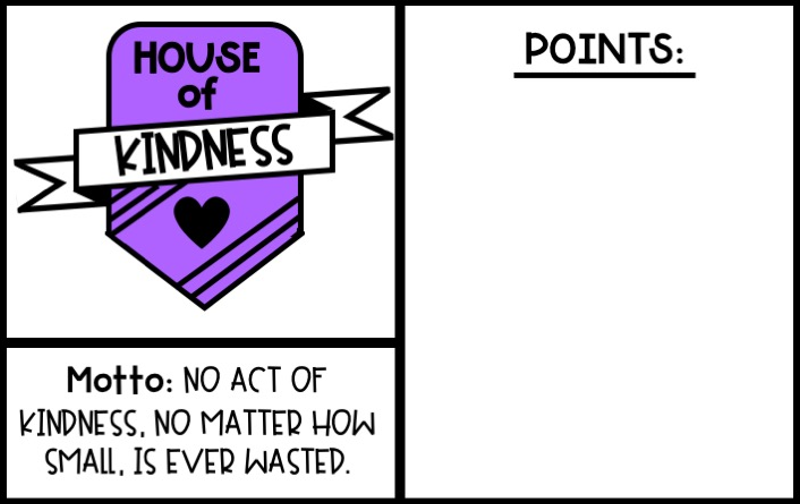 HOUSE
of
KINDNESS
Motto: NO ACT OF
KINDNESS, NO MATTER HOW
SMALL, IS EVER WASTED.
POINTS: